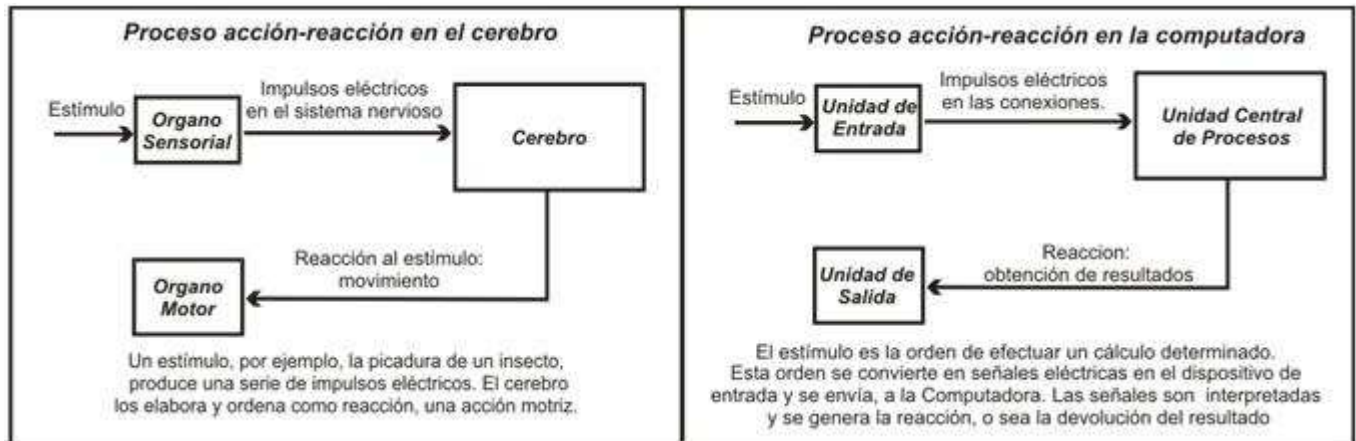 Proceso acción-reacción en el cerebro
Estímulo
Organo
Sensorial
Impulsos eléctricos
en el sistema nervioso
Cerebro
Reacción al estímulo:
movimiento
Organo
Motor
Un estímulo, por ejemplo, la picadura de un insecto,
produce una serie de impulsos eléctricos. El cerebro
los elabora y ordena como reacción, una acción motriz.
Proceso acción-reacción en la computadora
Estímulo
Unidad de
Entrada
Impulsos eléctricos
en las conexiones.
Unidad Central
de Procesos
Reaccion:
obtención de resultados
Unidad de
Salida
El estímulo es la orden de efectuar un cálculo determinado.
Esta orden se convierte en señales eléctricas en el dispositivo de
entrada y se envía, a la Computadora. Las señales son interpretadas
y se genera la reacción, o sea la devolución del resultado